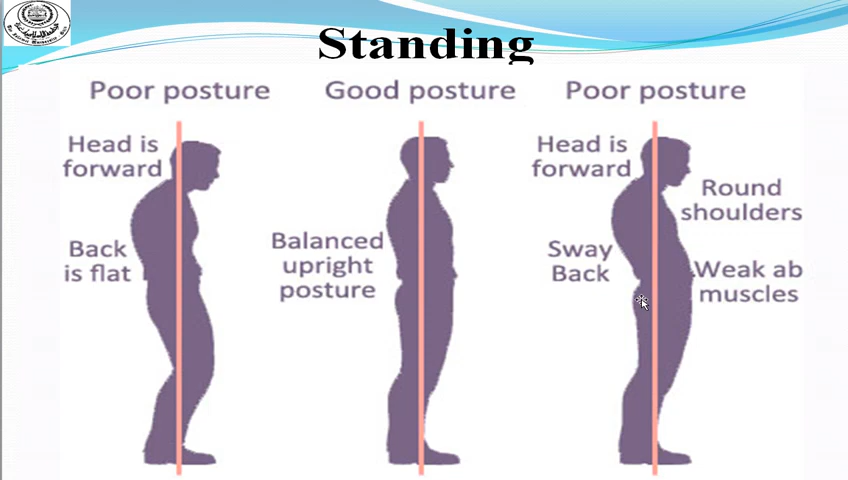 Standing
Poor posture
Good posture
Poor posture
Head is
forward
Back
is flat
Balanced
upright
posture
Head is
forward
Round
shoulders
Sway
Back
Weak ab
muscles